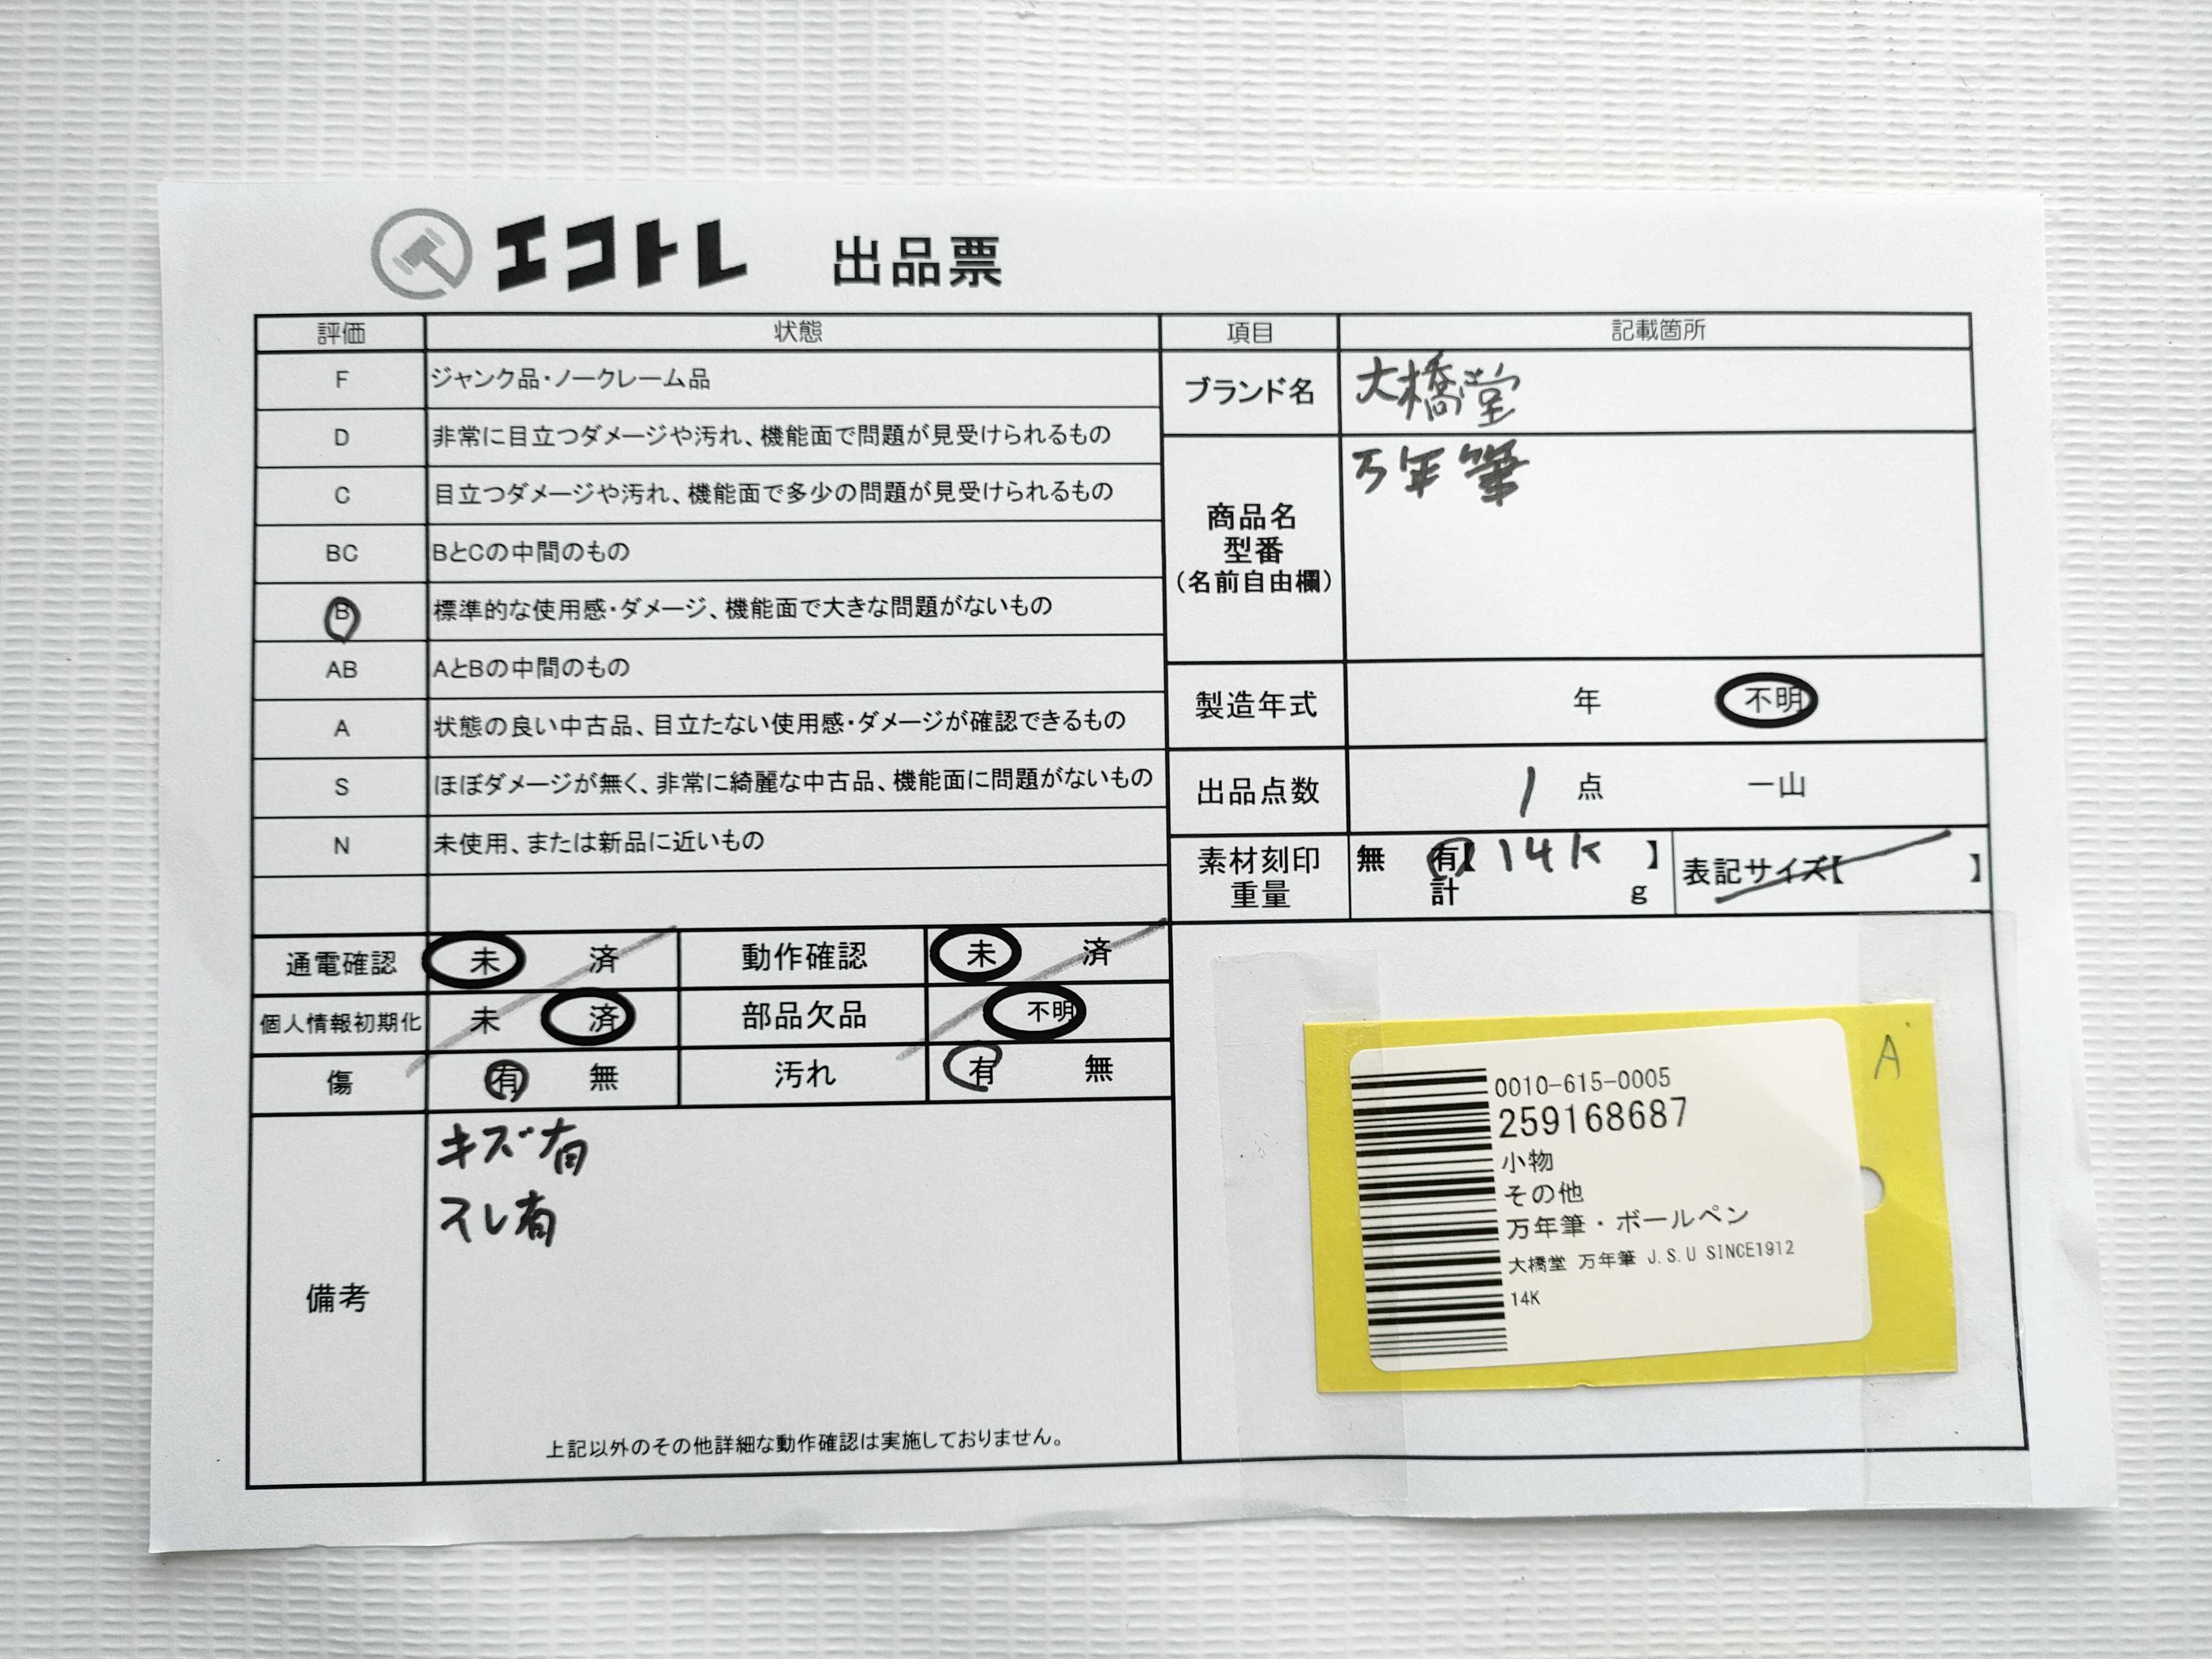 エコトレ 出品票
評価 状態
F ジャンク品・ノークレーム品
D 非常に目立つダメージや汚れ、機能面で問題が見受けられるもの
C 目立つダメージや汚れ、機能面で多少の問題が見受けられるもの
BC BとCの中間のもの
B 標準的な使用感・ダメージ、機能面で大きな問題がないもの
AB AとBの中間のもの
A 状態の良い中古品、目立たない使用感・ダメージが確認できるもの
S ほぼダメージが無く、非常に綺麗な中古品、機能面に問題がないもの
N 未使用、または新品に近いもの
通電確認 未 済 動作確認 未 済
個人情報初期化 未 済 部品欠品 不明
傷 有 無 汚れ 有 無
備考
キズ有
スレ有
上記以外のその他詳細な動作確認は実施しておりません。
項目 記載箇所
ブランド名 大橋堂
商品名
型番
(名前自由欄)
万年筆
製造年式 年 不明
出品点数 1 点 一山
素材刻印 無 有【 14K 】 表記サイズ【 】
重量 計 g
A
0010-615-0005
259168687
小物
その他
万年筆・ボールペン
大橋堂 万年筆 J.S.U SINCE1912
14K